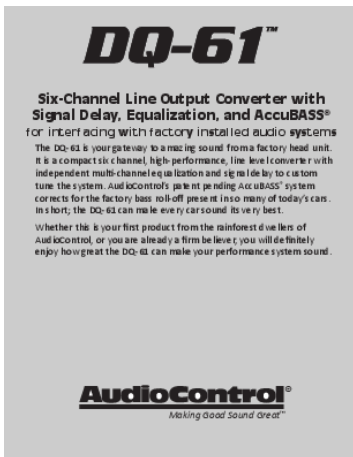 DQ-61™
Six-Channel Line Output Converter with
Signal Delay, Equalization, and AccuBASS®
for interfacing with factory installed audio systems
The DQ-61 is your gateway to amazing sound from a factory head unit.
It is a compact six channel, high-performance, line level converter with
independent multi-channel equalization and signal delay to custom
tune the system. AudioControl's patent pending AccuBASS® system
corrects for the factory bass roll-off present in so many of today's cars.
In short; the DQ-61 can make every car sound its very best.
Whether this is your first product from the rainforest dwellers of
AudioControl, or you are already a firm believer, you will definitely
enjoy how great the DQ-61 can make your performance system sound.
AudioControl®
Making Good Sound Great™